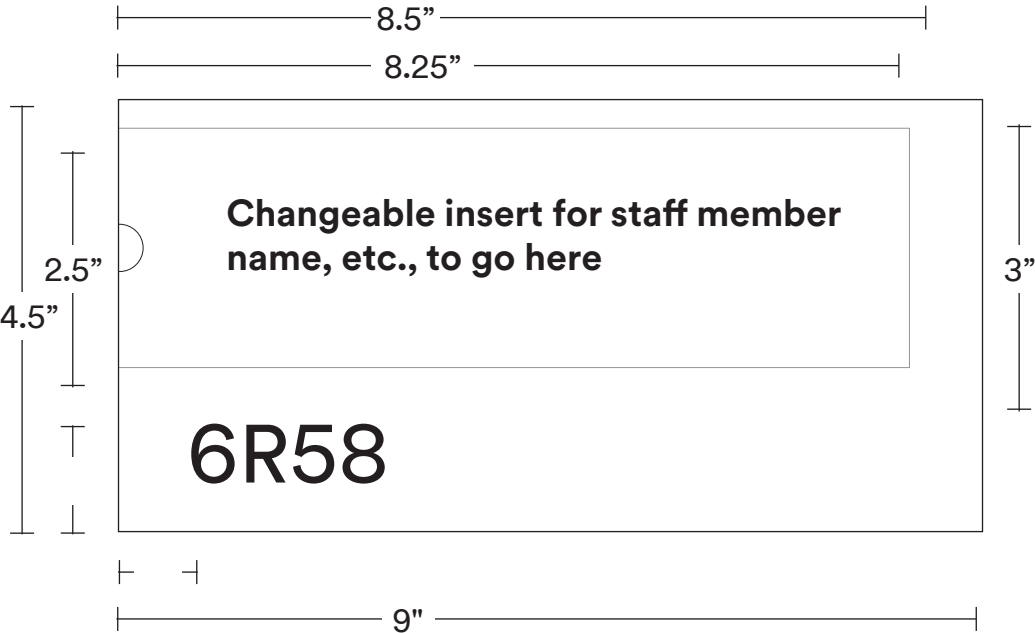 8.5”
8.25”
Changeable insert for staff member
name, etc., to go here
2.5”
3”
4.5”
6R58
9"